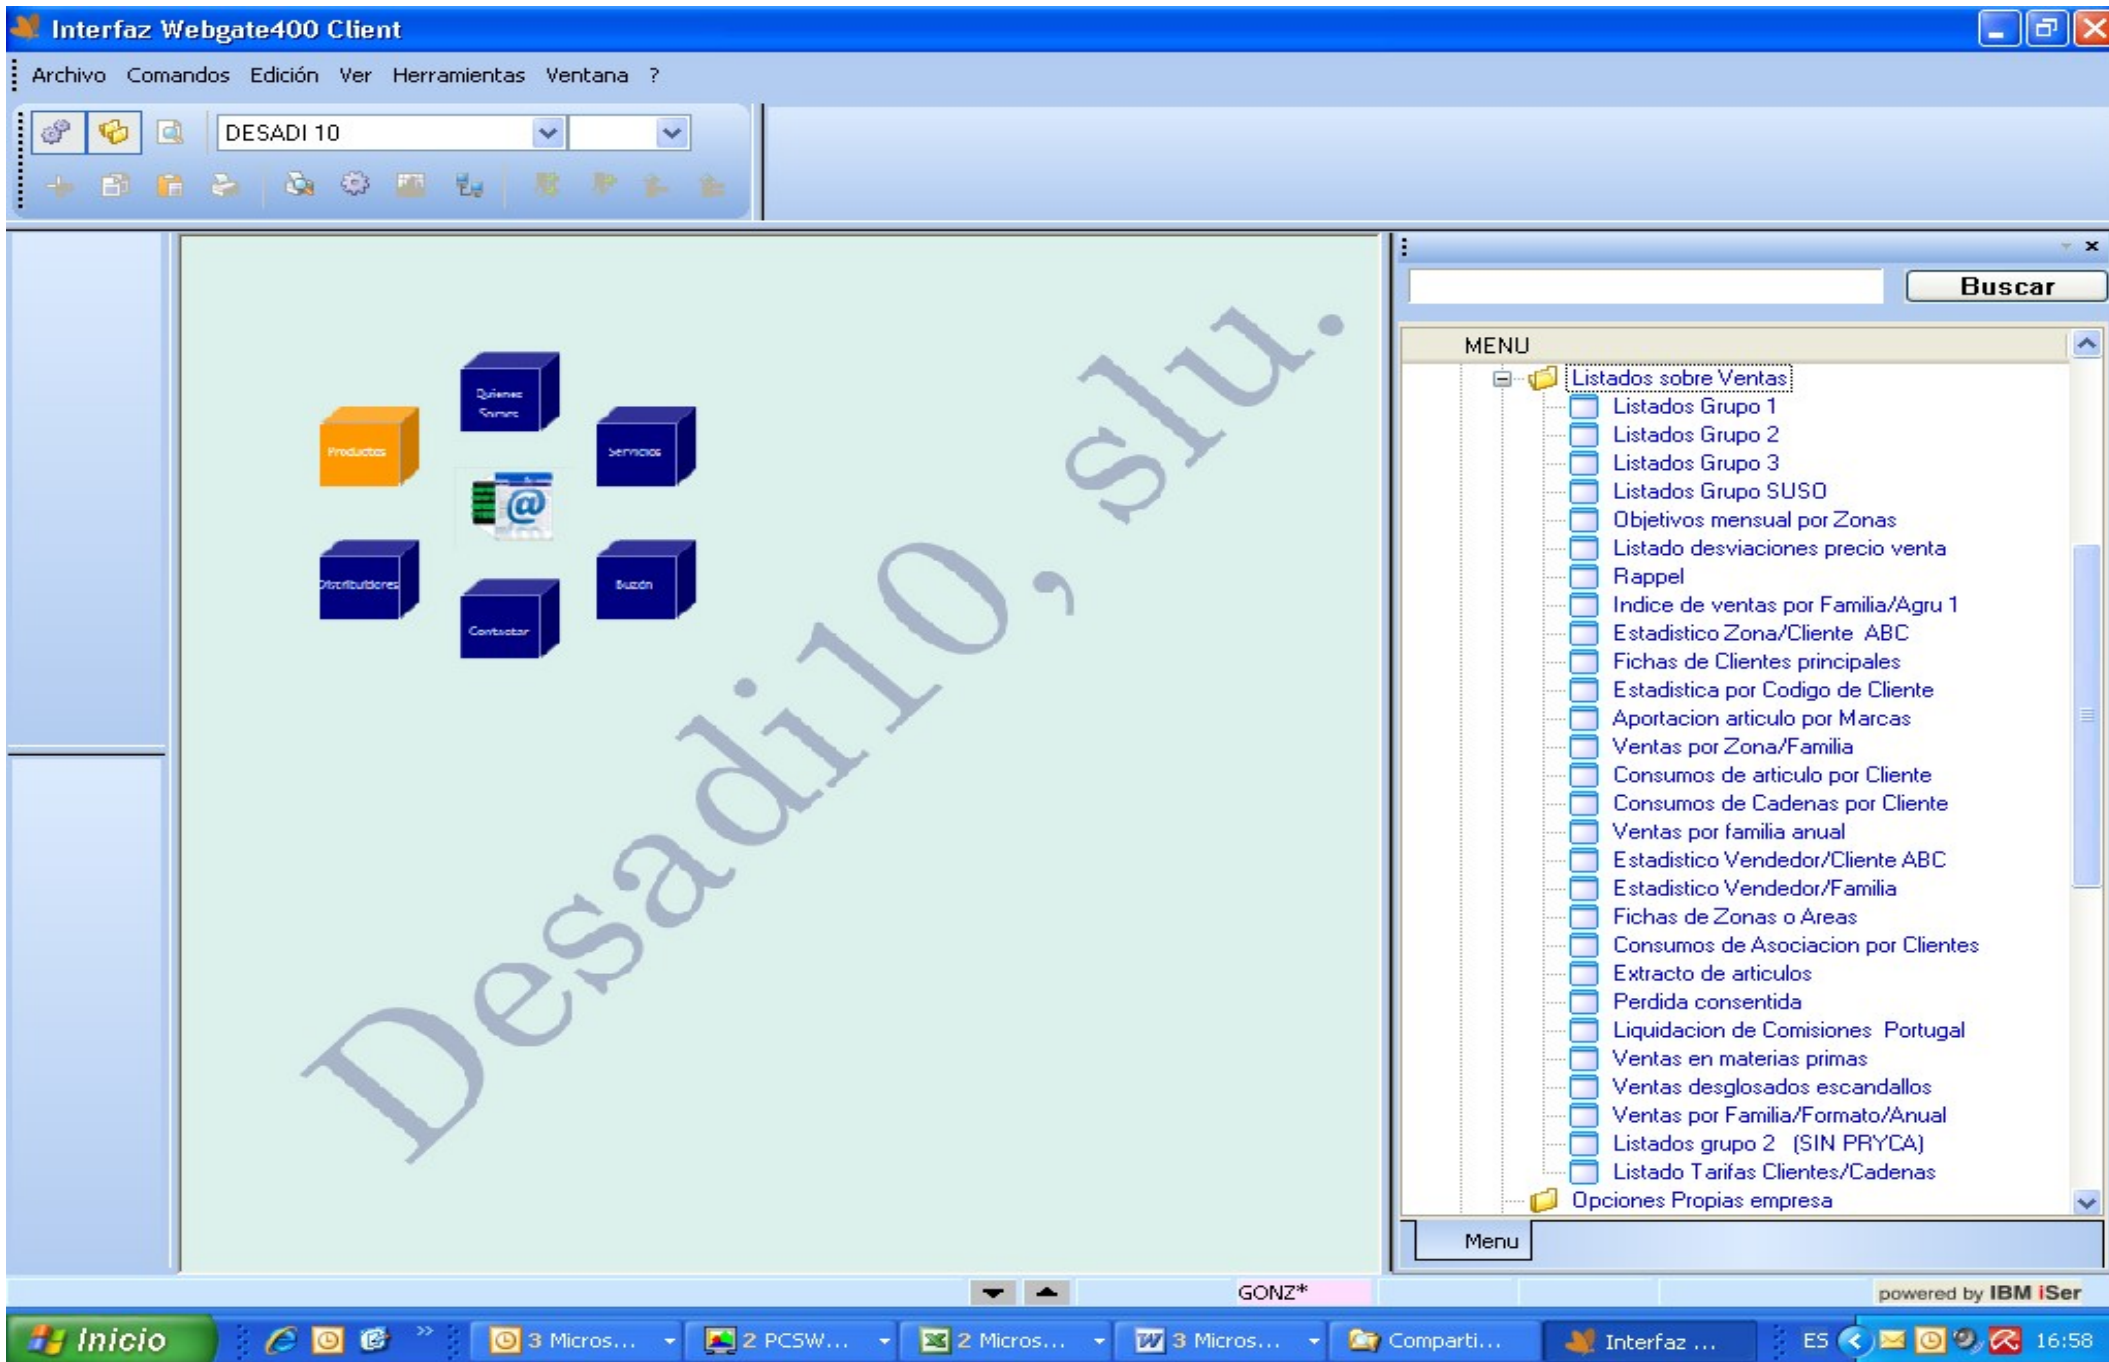 Interfaz Webgate400 Client
Archivo Comandos Edición Ver Herramientas Ventana ?
DESADI 10
Buscar
MENU
Listados sobre Ventas
Listados Grupo 1
Listados Grupo 2
Listados Grupo 3
Listados Grupo SUSO
Objetivos mensual por Zonas
Listado desviaciones precio venta
Rappel
Indice de ventas por Familia/Agru 1
Estadistico Zona/Cliente ABC
Fichas de Clientes principales
Estadistica por Codigo de Cliente
Aportacion articulo por Marcas
Ventas por Zona/Familia
Consumos de articulo por Cliente
Consumos de Cadenas por Cliente
Ventas por familia anual
Estadistico Vendedor/Cliente ABC
Estadistico Vendedor/Familia
Fichas de Zonas o Areas
Consumos de Asociacion por Clientes
Extracto de articulos
Perdida consentida
Liquidacion de Comisiones Portugal
Ventas en materias primas
Ventas desglosados escandallos
Ventas por Familia/Formato/Anual
Listados grupo 2 (SIN PRYCA)
Listado Tarifas Clientes/Cadenas
Opciones Propias empresa
Menu
Quienes
Somos
Productos
Servicios
@
Distribuidores
Buzón
Contactar
Desadi10, slu.
GONZ*
powered by IBM iSer
Inicio
3 Micros...
2 PCSW...
2 Micros...
3 Micros...
Comparti...
Interfaz ...
ES
16:58